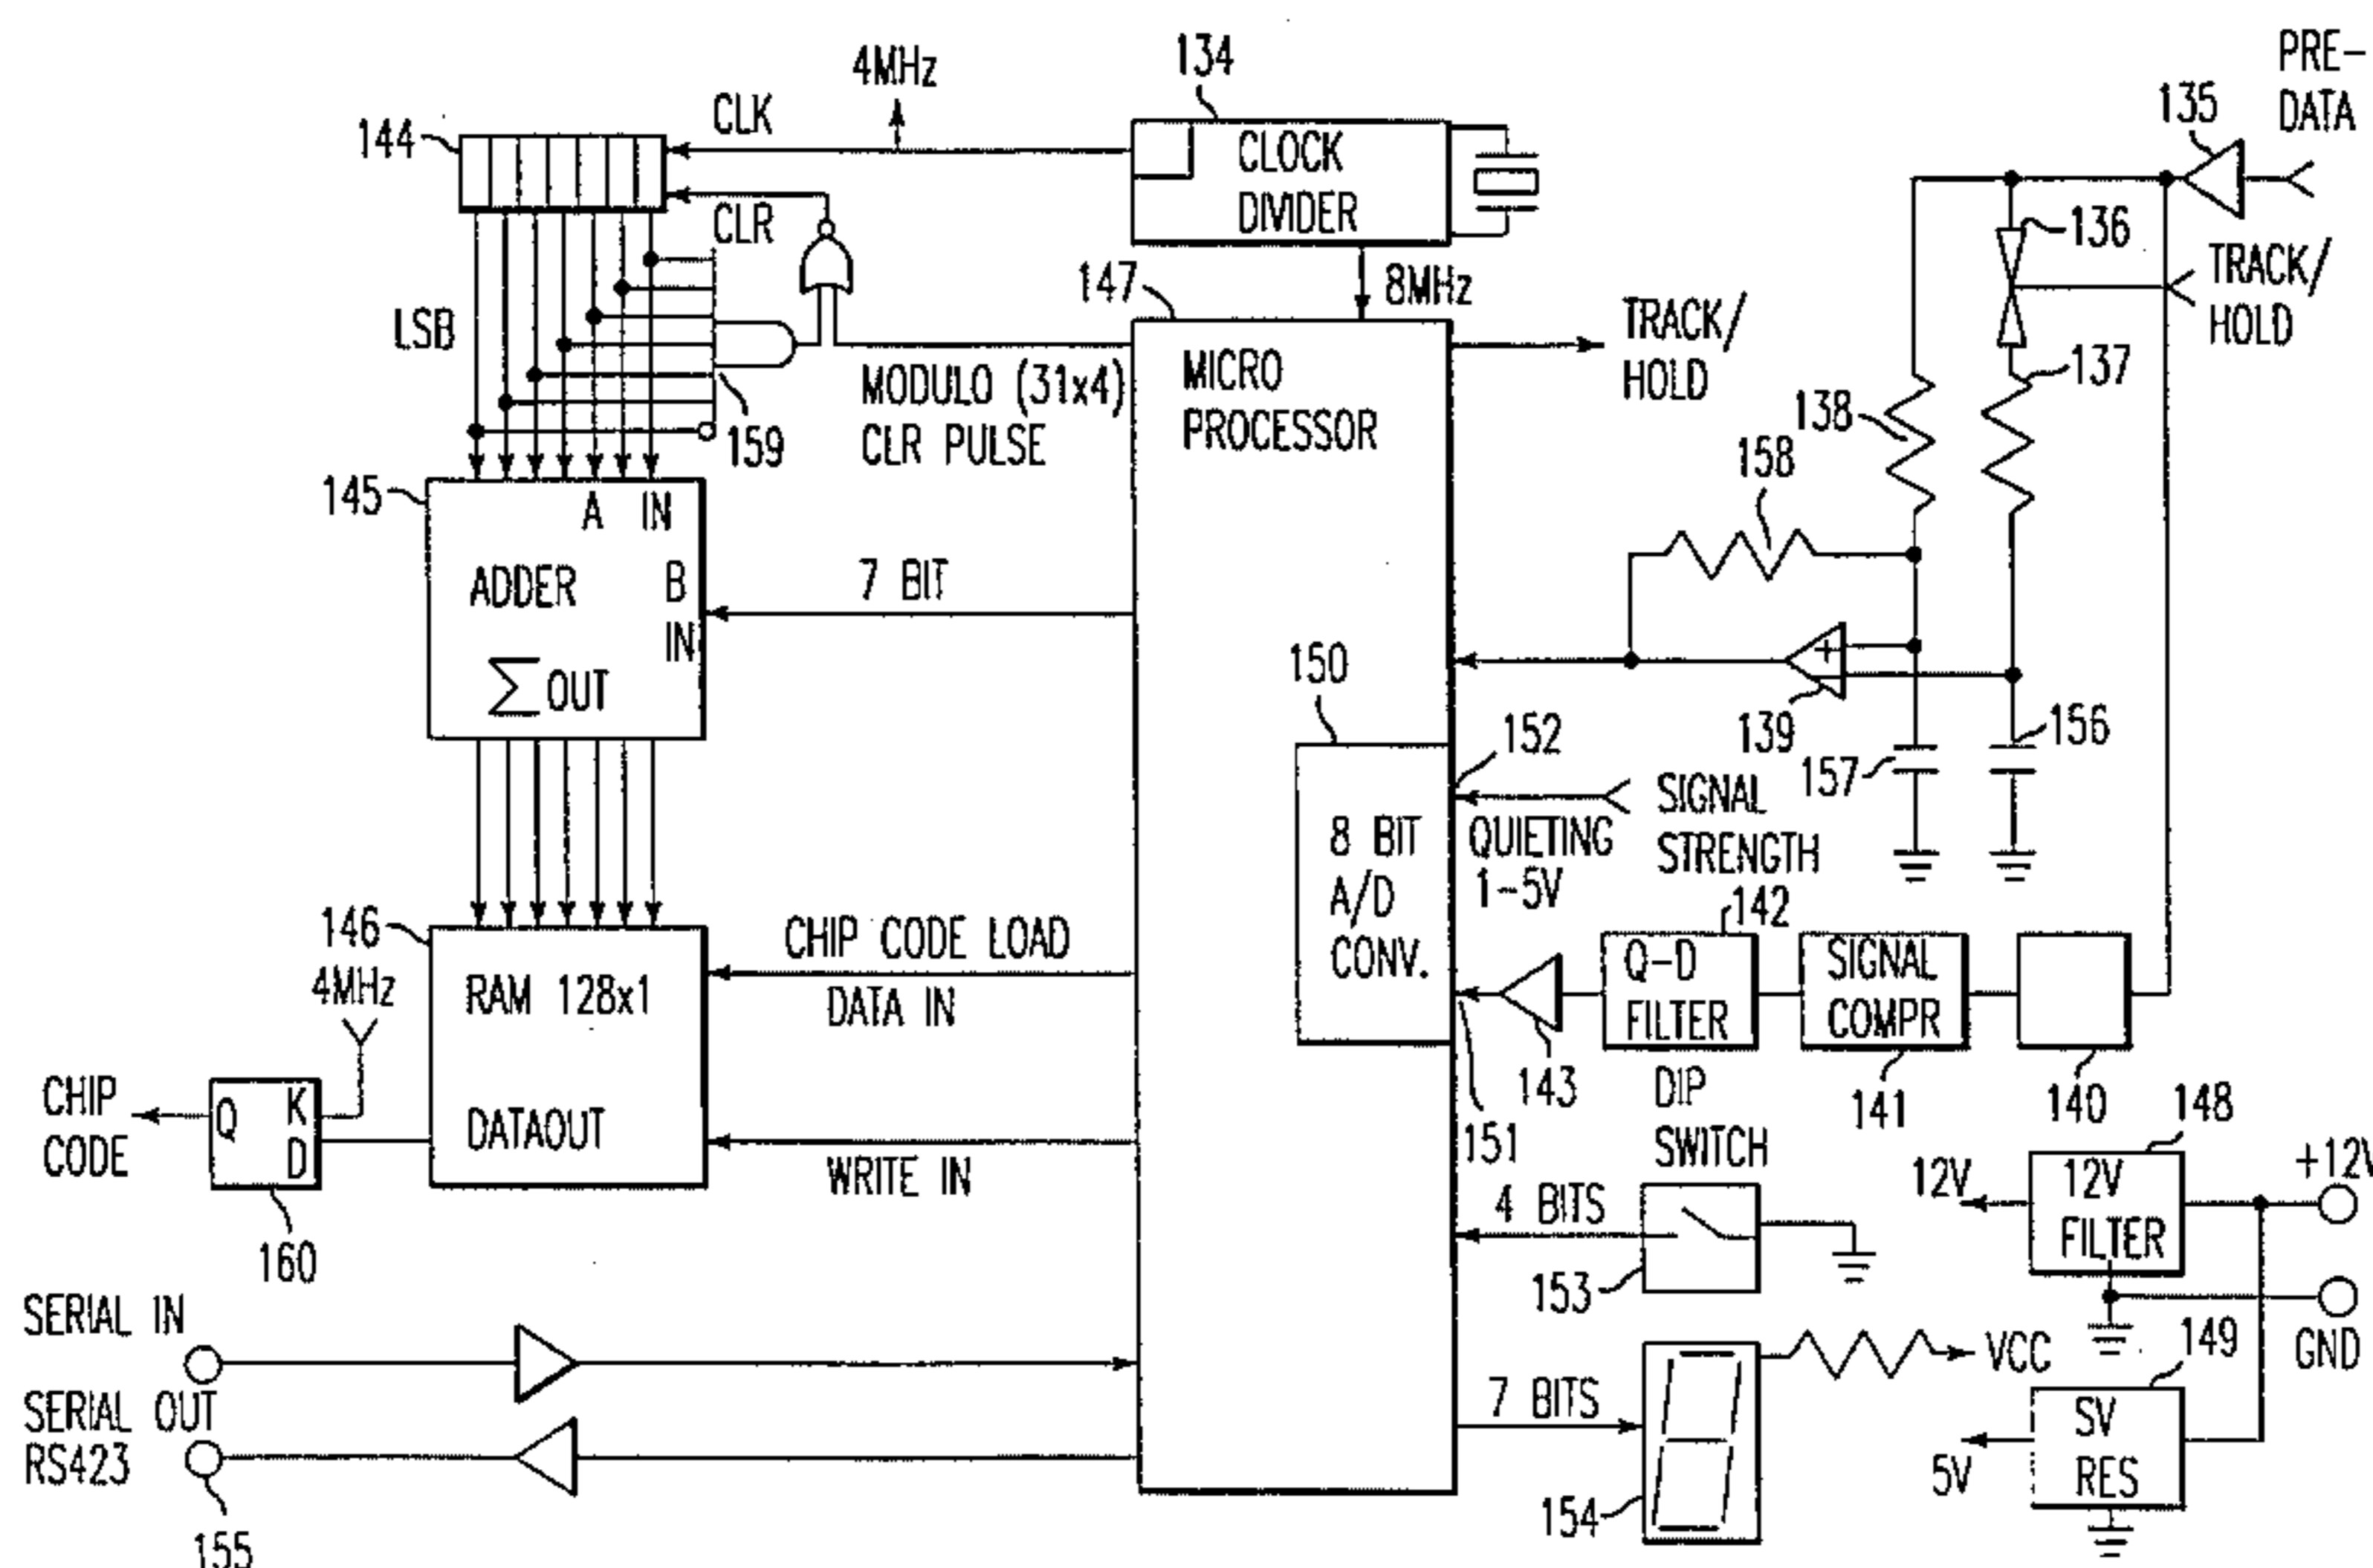 PRE-
DATA
134
4MHz
135
CLK
144
CLOCK
DIVIDER
136
TRACK/
HOLD
CLR
8MHz
147
LSB
TRACK/
HOLD
137
MICRO
PROCESSOR
MODULO (31x4)
CLR PULSE
138
159
158
145
A IN
ADDER
B
IN
7 BIT
Σ OUT
150
+
−
139
156
152
157
SIGNAL
STRENGTH
QUIETING
1-5V
8 BIT
A/D
CONV.
142
146
CHIP CODE LOAD
DATA IN
4MHz
RAM 128x1
Q-D
FILTER
SIGNAL
COMPR
143
141
140
148
CHIP
CODE
Q K
D
DATAOUT
151
DIP
SWITCH
WRITE IN
160
12V
12V
FILTER
+12V
4 BITS
153
SERIAL IN
149
GND
VCC
SERIAL OUT
RS423
7 BITS
5V
SV
RES
154
155